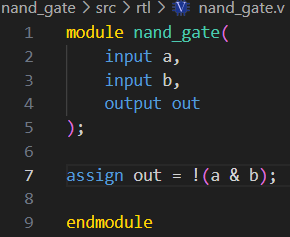 nand_gate > src > rtl > nand_gate.v
1 module nand_gate(
2     input a,
3     input b,
4     output out
5 );
6
7 assign out = !(a & b);
8
9 endmodule